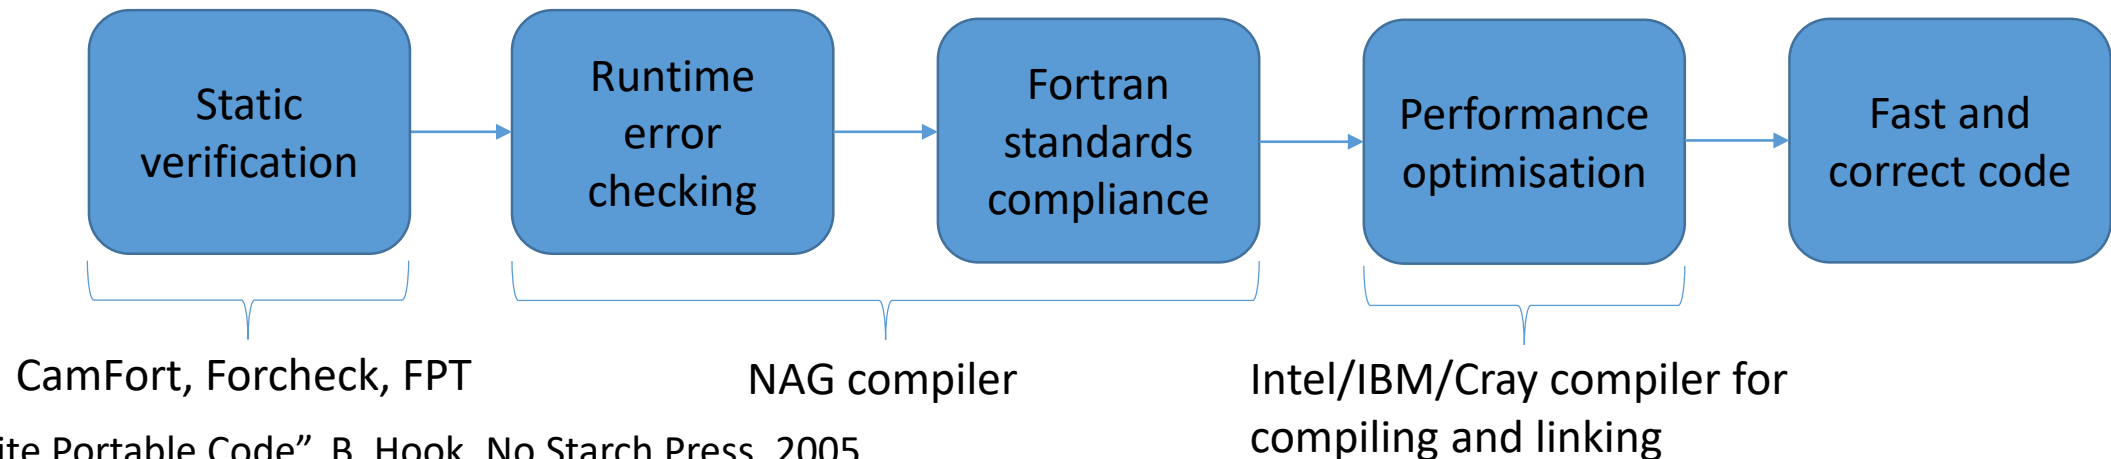 Static
verification
Runtime
error
checking
Fortran
standards
compliance
Performance
optimisation
Fast and
correct code
CamFort, Forcheck, FPT
NAG compiler
Intel/IBM/Cray compiler for
compiling and linking
Portable Code”, B. Hook, No Starch Press, 2005